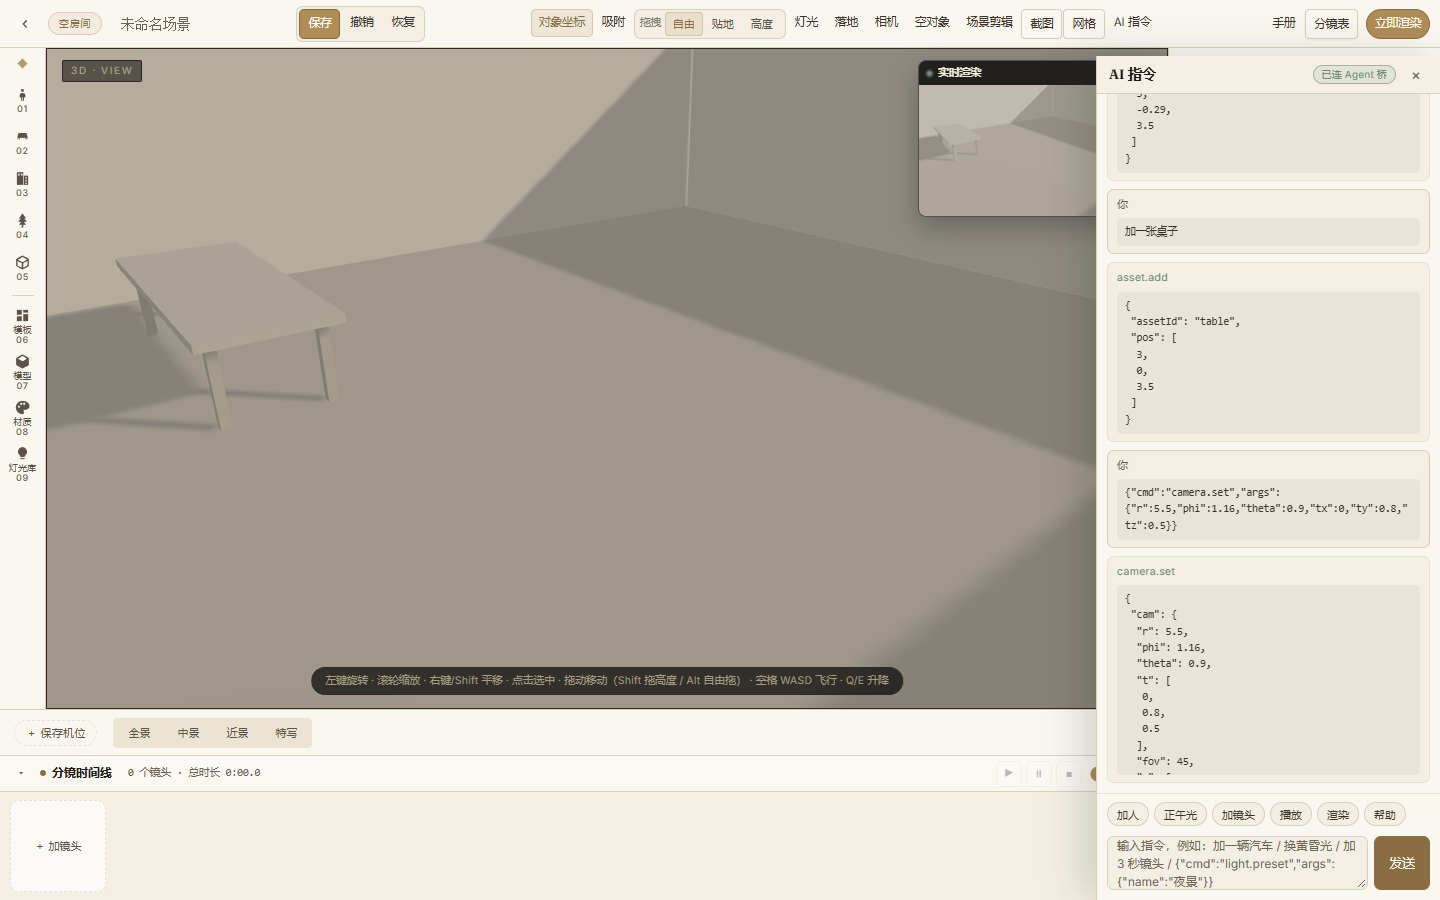 空房间
未命名场景
保存
撤销
恢复
对象坐标
吸附
拖拽
自由
贴地
高度
灯光
落地
相机
空对象
场景剪辑
截图
网格
AI 指令
手册
分镜表
立即渲染
01
02
03
04
05
模板
06
模型
07
材质
08
灯光库
09
3D · VIEW
实时渲染
左键旋转 · 滚轮缩放 · 右键/Shift 平移 · 点击选中 · 拖动移动（Shift 拖高度 / Alt 自由拖） · 空格 WASD 飞行 · Q/E 升降
+ 保存机位
全景
中景
近景
特写
分镜时间线
0 个镜头 · 总时长 0:00.0
+ 加镜头
AI 指令
已连 Agent 桥
×
-0.29,
3.5
]
}
你
加一张桌子
asset.add
{
"assetId": "table",
"pos": [
3,
0,
3.5
]
}
你
{"cmd":"camera.set","args":
{"r":5.5,"phi":1.16,"theta":0.9,"tx":0,"ty":0.8,"
tz":0.5}}
camera.set
{
"cam": {
"r": 5.5,
"phi": 1.16,
"theta": 0.9,
"t": [
0,
0.8,
0.5
],
"fov": 45,
加人
正午光
加镜头
播放
渲染
帮助
输入指令，例如：加一辆汽车 / 换黄昏光 / 加
3 秒镜头 / {"cmd":"light.preset","args":
{"name":"夜景"}}
发送